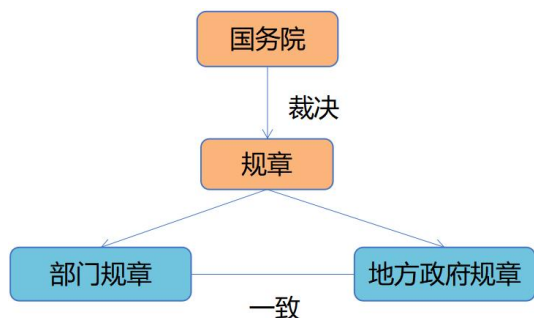 国务院
裁决
规章
部门规章
地方政府规章
一致